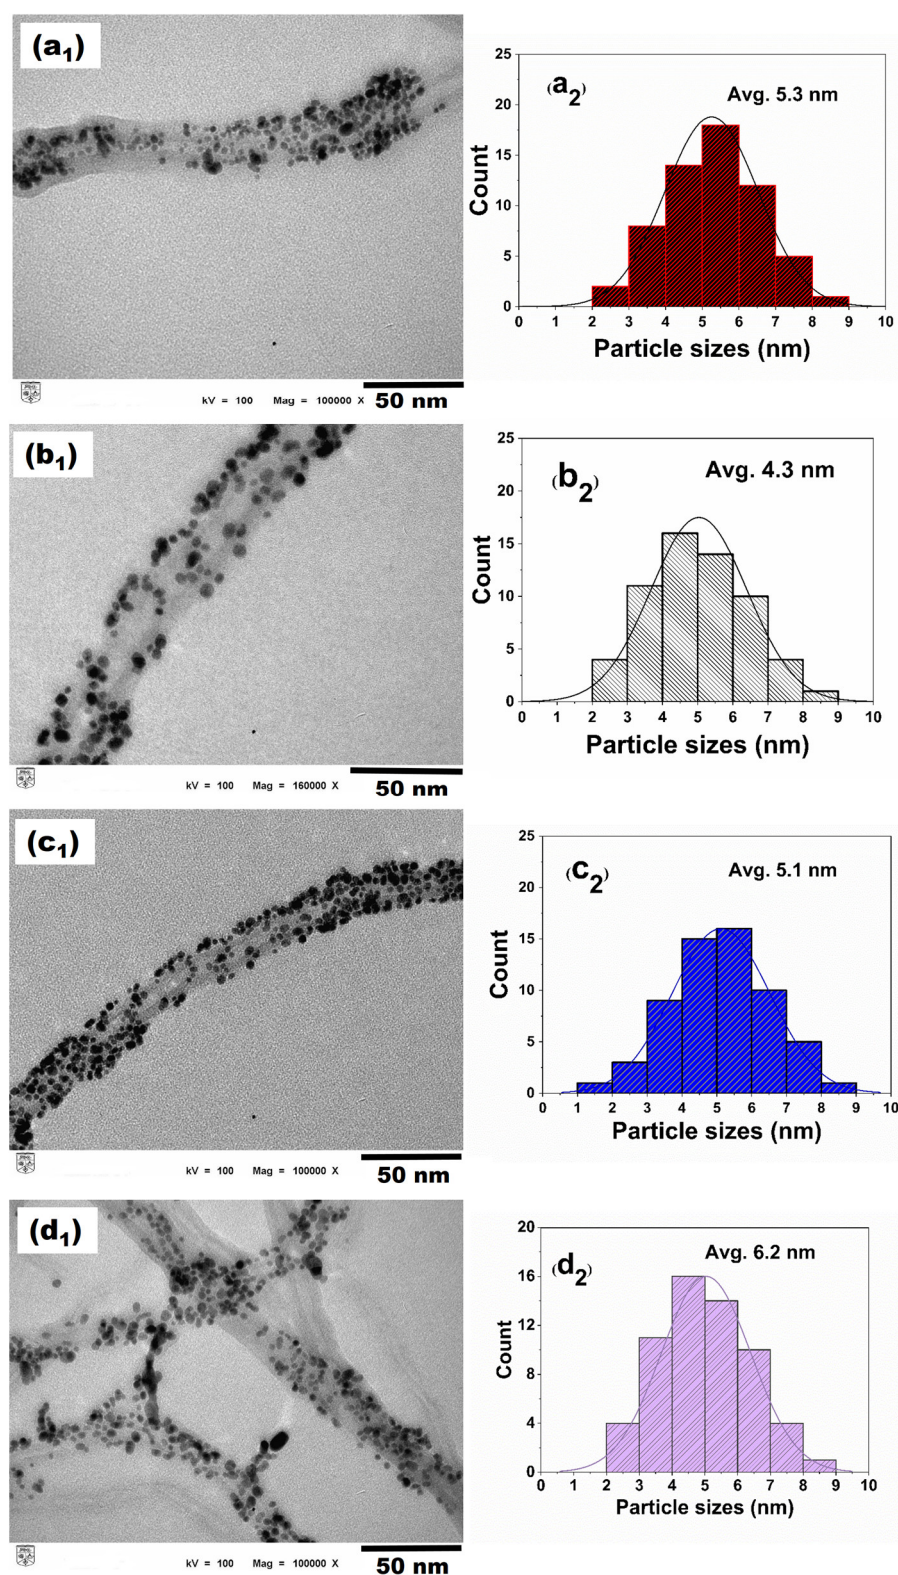 (a1)
kV = 100 Mag = 100000 X
50 nm
(a2)
Avg. 5.3 nm
Count
25
20
15
10
5
0
0 1 2 3 4 5 6 7 8 9 10
Particle sizes (nm)
(b1)
kV = 100 Mag = 160000 X
50 nm
(b2)
Avg. 4.3 nm
Count
25
20
15
10
5
0
0 1 2 3 4 5 6 7 8 9 10
Particle sizes (nm)
(c1)
kV = 100 Mag = 100000 X
50 nm
(c2)
Avg. 5.1 nm
Count
25
20
15
10
5
0
0 1 2 3 4 5 6 7 8 9 10
Particle sizes (nm)
(d1)
kV = 100 Mag = 100000 X
50 nm
(d2)
Avg. 6.2 nm
Count
20
16
12
8
4
0
0 1 2 3 4 5 6 7 8 9 10
Particle sizes (nm)